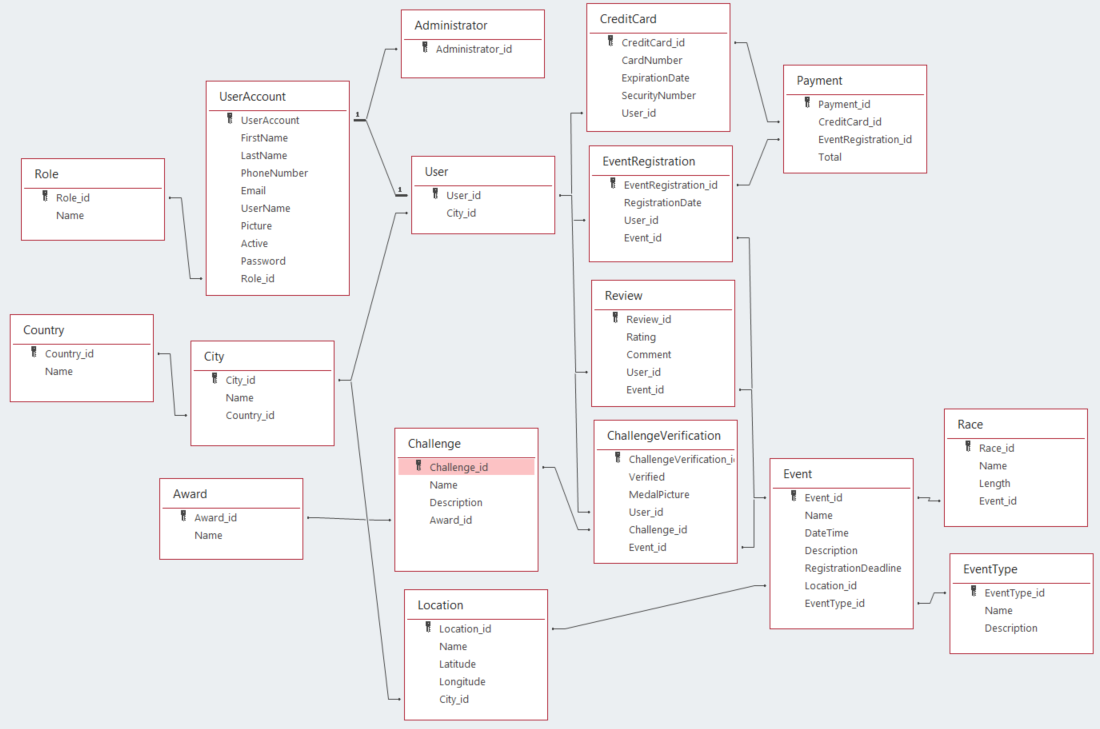 Administrator
Administrator_id
UserAccount
UserAccount
FirstName
LastName
PhoneNumber
Email
UserName
Picture
Active
Password
Role_id
1
1
Role
Role_id
Name
User
User_id
City_id
CreditCard
CreditCard_id
CardNumber
ExpirationDate
SecurityNumber
User_id
Payment
Payment_id
CreditCard_id
EventRegistration_id
Total
EventRegistration
EventRegistration_id
RegistrationDate
User_id
Event_id
Review
Review_id
Rating
Comment
User_id
Event_id
Country
Country_id
Name
City
City_id
Name
Country_id
Award
Award_id
Name
Challenge
Challenge_id
Name
Description
Award_id
ChallengeVerification
ChallengeVerification_i
Verified
MedalPicture
User_id
Challenge_id
Event_id
Location
Location_id
Name
Latitude
Longitude
City_id
Event
Event_id
Name
DateTime
Description
RegistrationDeadline
Location_id
EventType_id
Race
Race_id
Name
Length
Event_id
EventType
EventType_id
Name
Description